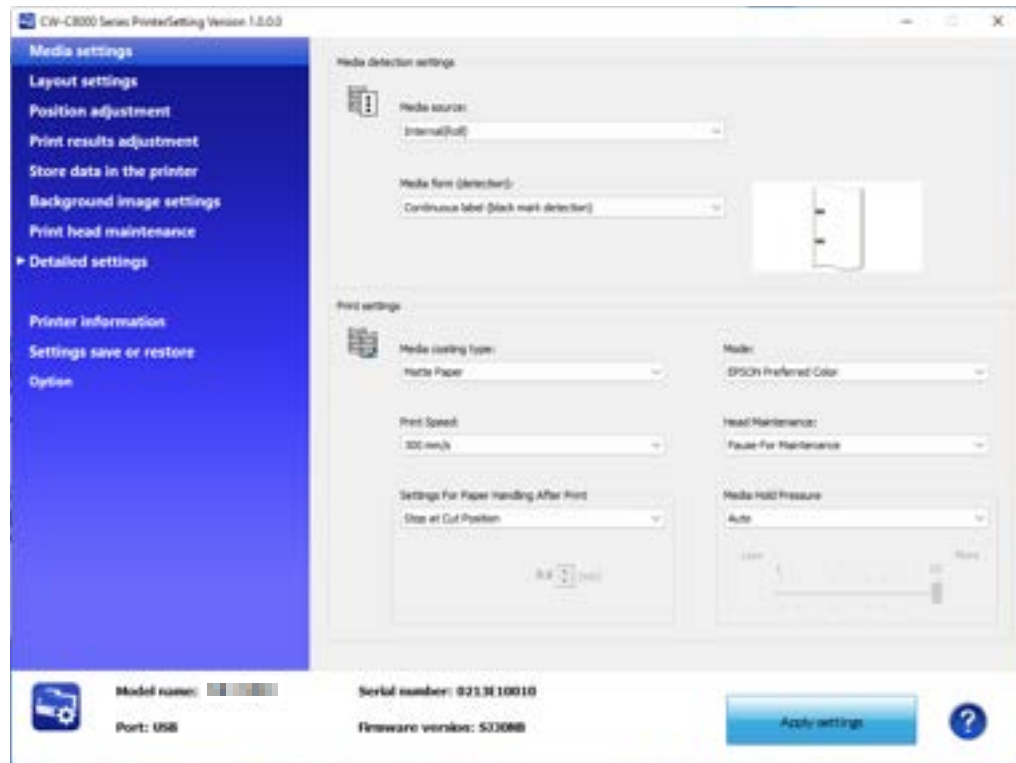 CW-C8000 Series PrinterSetting Version 1.0.0.0
Media settings
Layout settings
Position adjustment
Print results adjustment
Store data in the printer
Background image settings
Print head maintenance
Detailed settings
Printer information
Settings save or restore
Option
Media detection settings
Media source:
Internal(Roll)
Media form (detection):
Continuous label (black mark detection)
Print settings
Media coating type:
Matte Paper
Mode:
EPSON Preferred Color
Print Speed:
300 mm/s
Head Maintenance:
Pause For Maintenance
Settings For Paper Handling After Print
Stop at Cut Position
0.0 [mm]
Media Hold Pressure
Auto
Less
More
Model name:
Serial number: 0213E10010
Port: USB
Firmware version:
Apply settings
?